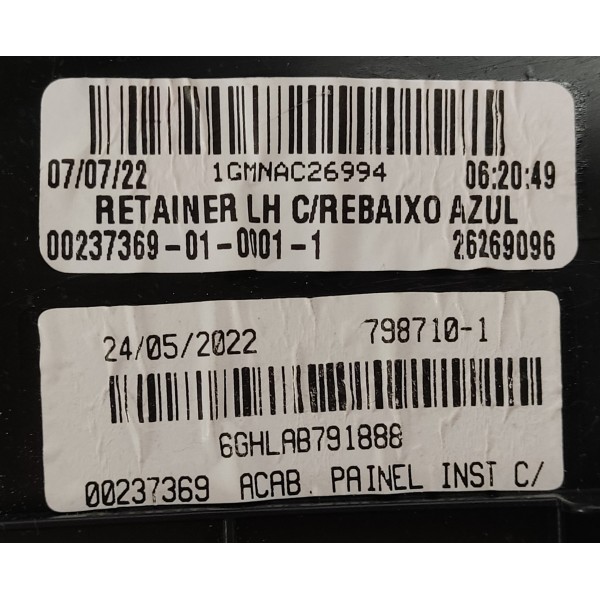 07/07/22 1GMNAC26994 06:20:49
RETAINER LH C/REBAIXO AZUL
00237369-01-0001-1 26269096
24/05/2022 798710-1
6GHLAB791888
00237369 ACAB. PAINEL INST C/